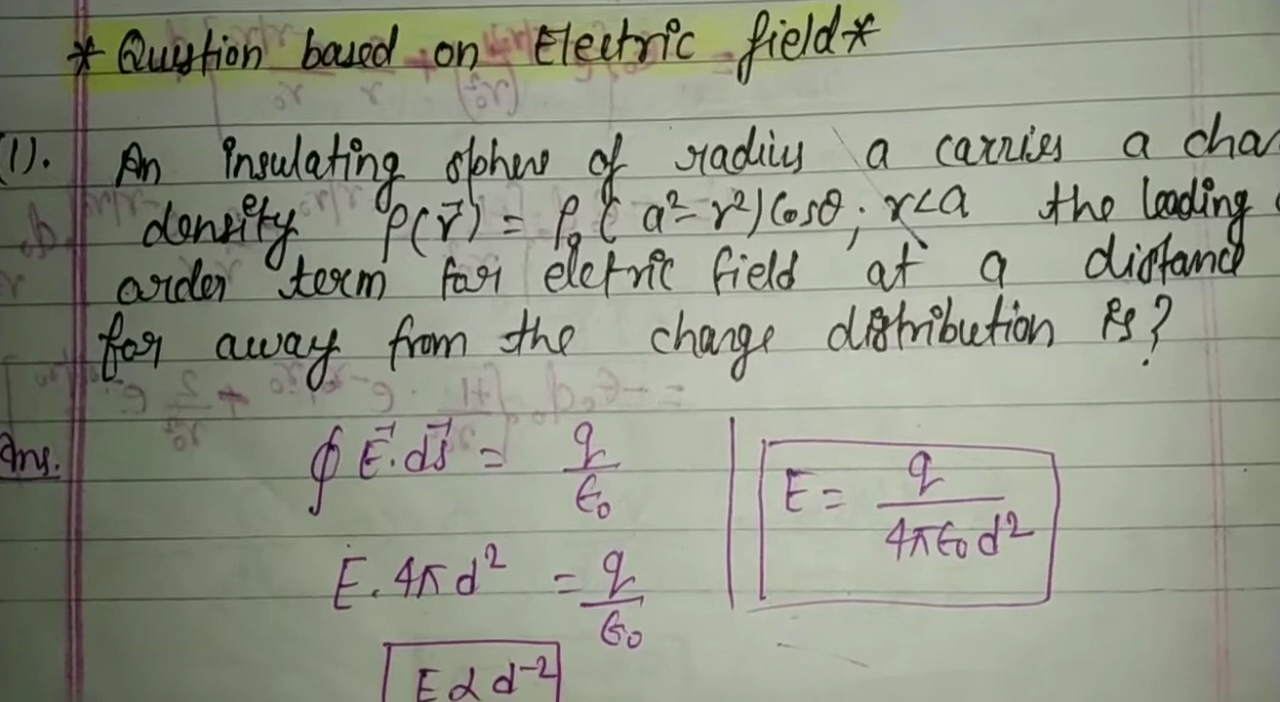 * Qustion based on Electric field *
(1). An insulating sphere of radius a carries a cha
density ρ(r⃗) = ρ₀ ( a²- r²) Cosθ ; r<a the leading
order term for eletric field at a distance
far away from the charge distribution is?
Ans. ∮ E⃗.ds⃗ = q/ε₀
E = q/4πε₀d²
E. 4πd² = q/ε₀
E α d⁻²